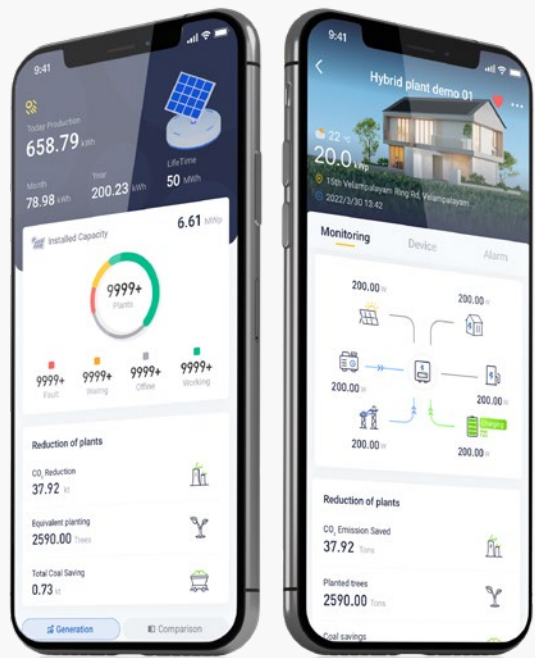 9:41
Today Production
658.79 kWh
Month
78.98 kWh
Year
200.23 kWh
LifeTime
50 MWh
Installed Capacity
6.61 MWp
9999+
Plants
9999+
Fault
9999+
Waiting
9999+
Offline
9999+
Working
Reduction of plants
CO₂ Reduction
37.92 kt
Equivalent planting
2590.00 Trees
Total Coal Saving
0.73 kt
Generation
Comparison
9:41
Hybrid plant demo 01
22 ℃
20.0 kWp
15th Velampalayam Ring Rd, Velampalayam...
2022/3/30 13:42
Monitoring
Device
Alarm
200.00 w
200.00 w
200.00 w
200.00 w
200.00 w
Charging
200.00 w
Reduction of plants
CO₂ Emission Saved
37.92 Tons
Planted trees
2590.00 Tons
Coal savings